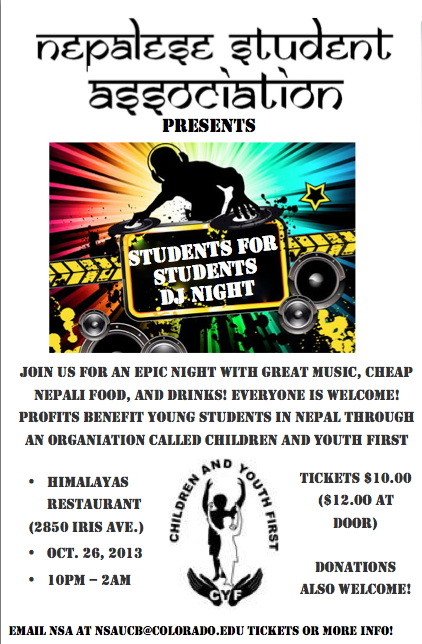 NEPALESE STUDENT
ASSOCIATION
PRESENTS
STUDENTS FOR
STUDENTS
DJ NIGHT
JOIN US FOR AN EPIC NIGHT WITH GREAT MUSIC, CHEAP
NEPALI FOOD, AND DRINKS! EVERYONE IS WELCOME!
PROFITS BENEFIT YOUNG STUDENTS IN NEPAL THROUGH
AN ORGANIATION CALLED CHILDREN AND YOUTH FIRST
• HIMALAYAS
RESTAURANT
(2850 IRIS AVE.)
• OCT. 26, 2013
• 10PM – 2AM
CHILDREN AND YOUTH FIRST
CYF
TICKETS $10.00
($12.00 AT
DOOR)
DONATIONS
ALSO WELCOME!
EMAIL NSA AT NSAUCB@COLORADO.EDU TICKETS OR MORE INFO!